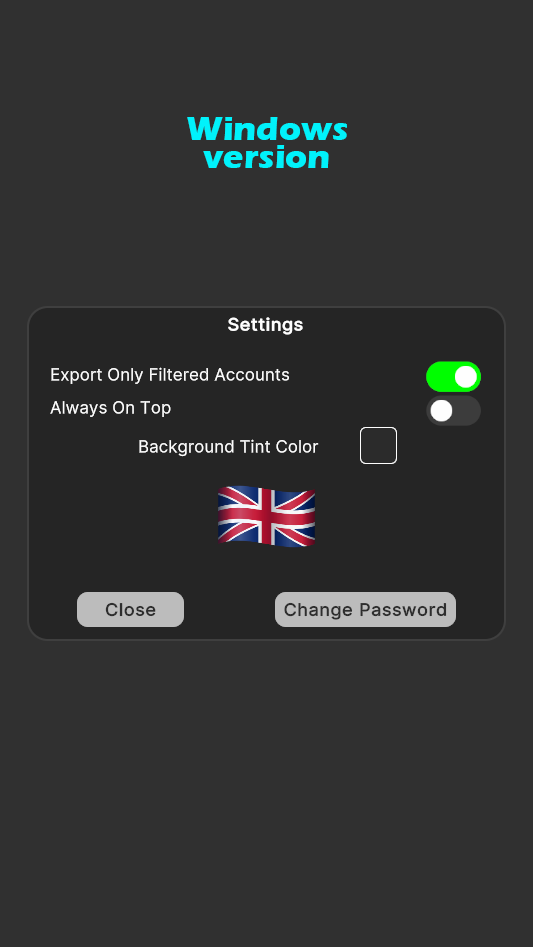 Windows
version
Settings
Export Only Filtered Accounts
Always On Top
Background Tint Color
Close
Change Password